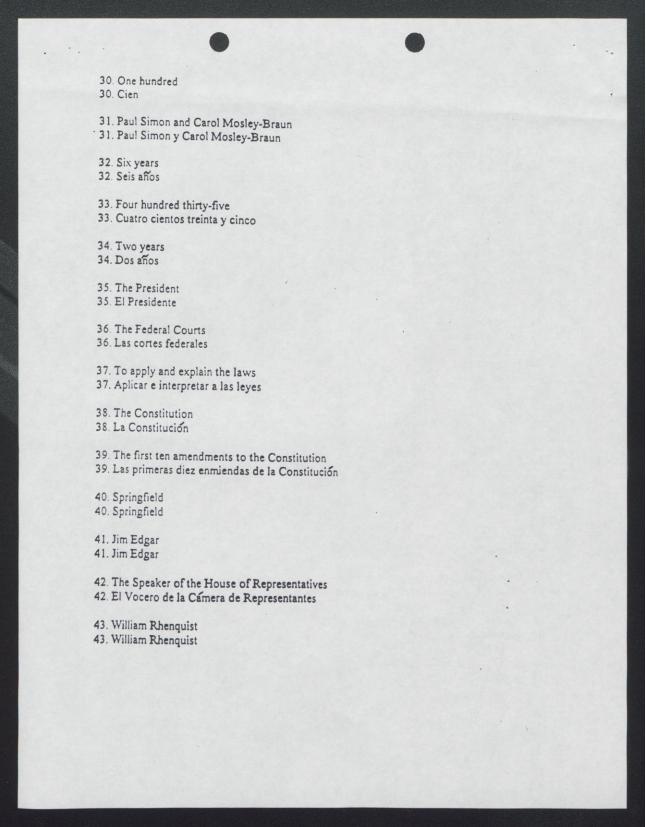 30. One hundred
30. Cien
31. Paul Simon and Carol Mosley-Braun
31. Paul Simon y Carol Mosley-Braun
32. Six years
32. Seis años
33. Four hundred thirty-five
33. Cuatro cientos treinta y cinco
34. Two years
34. Dos años
35. The President
35. El Presidente
36. The Federal Courts
36. Las cortes federales
37. To apply and explain the laws
37. Aplicar e interpretar a las leyes
38. The Constitution
38. La Constitución
39. The first ten amendments to the Constitution
39. Las primeras diez enmiendas de la Constitución
40. Springfield
40. Springfield
41. Jim Edgar
41. Jim Edgar
42. The Speaker of the House of Representatives
42. El Vocero de la Cámera de Representantes
43. William Rhenquist
43. William Rhenquist